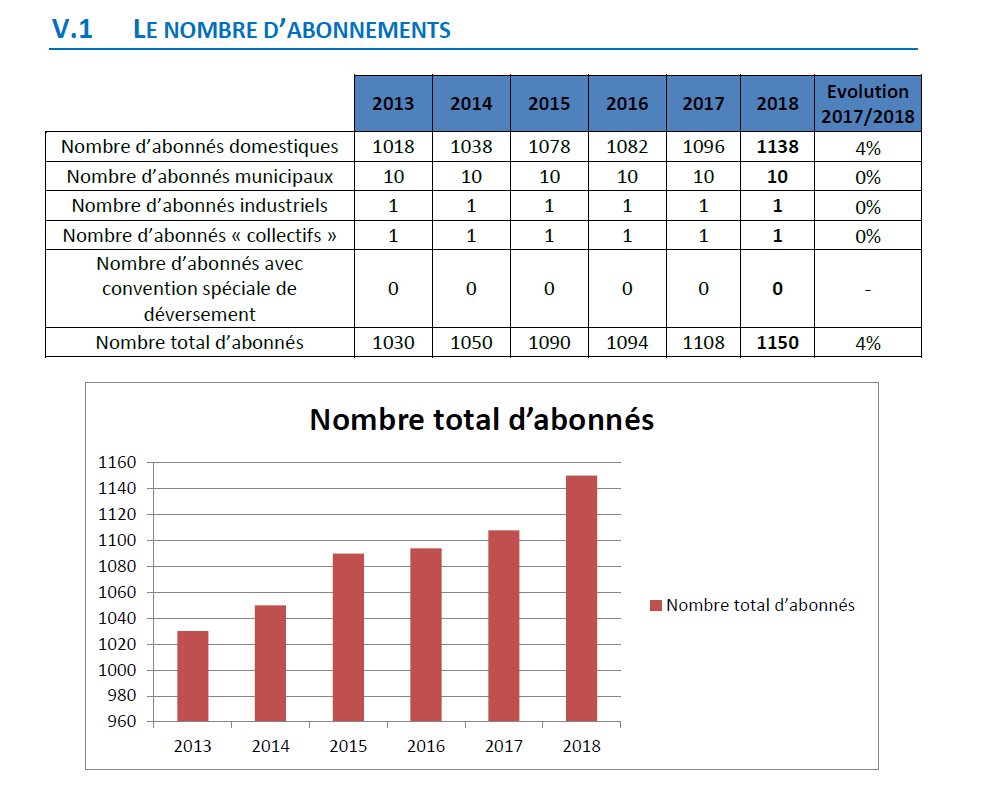 V.1 LE NOMBRE D’ABONNEMENTS
2013 2014 2015 2016 2017 2018 Evolution 2017/2018
Nombre d’abonnés domestiques 1018 1038 1078 1082 1096 1138 4%
Nombre d’abonnés municipaux 10 10 10 10 10 10 0%
Nombre d’abonnés industriels 1 1 1 1 1 1 0%
Nombre d’abonnés « collectifs » 1 1 1 1 1 1 0%
Nombre d’abonnés avec
convention spéciale de
déversement
0 0 0 0 0 0 -
Nombre total d’abonnés 1030 1050 1090 1094 1108 1150 4%
Nombre total d’abonnés
1160
1140
1120
1100
1080
1060
1040
1020
1000
980
960
2013 2014 2015 2016 2017 2018
Nombre total d’abonnés